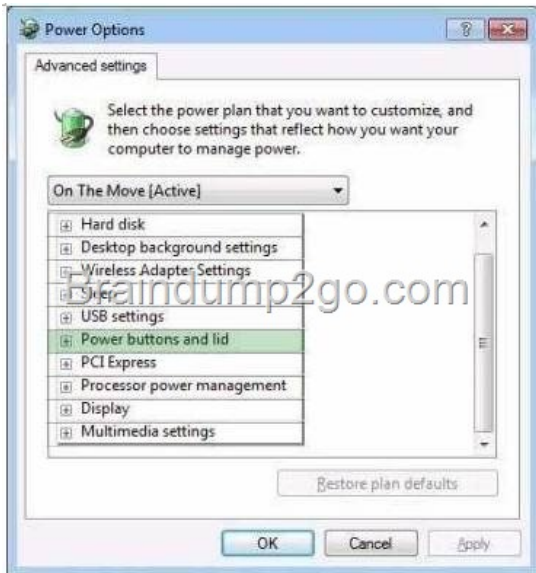 Power Options
Advanced settings
Select the power plan that you want to customize, and
then choose settings that reflect how you want your
computer to manage power.
On The Move [Active]
Hard disk
Desktop background settings
Wireless Adapter Settings
Sleep
Braindump2go.com
USB settings
Power buttons and lid
PCI Express
Processor power management
Display
Multimedia settings
Restore plan defaults
OK
Cancel
Apply